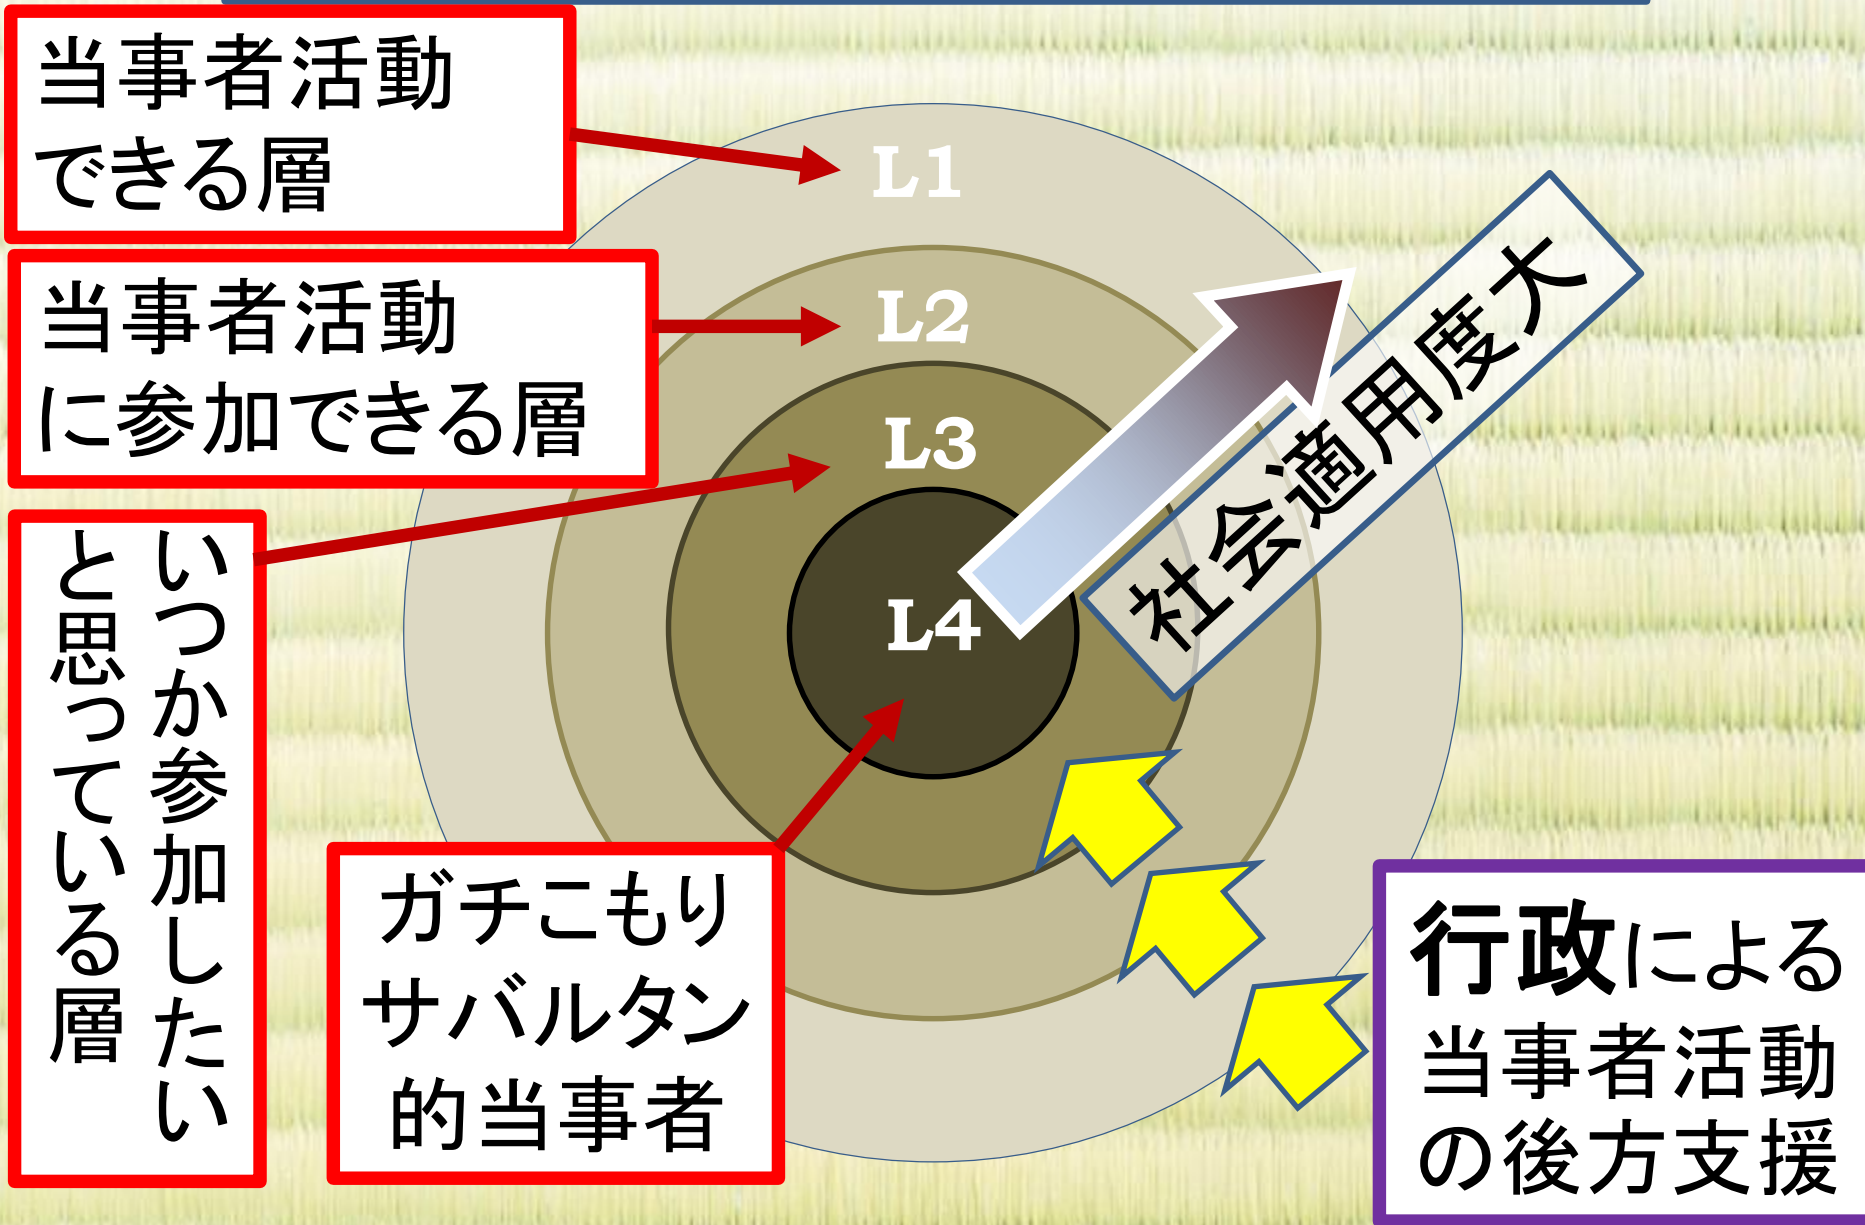 当事者活動
できる層
当事者活動
に参加できる層
いつか参加したい
と思っている層
ガチこもり
サバルタン
的当事者
L1
L2
L3
L4
社会適用度大
行政による
当事者活動
の後方支援